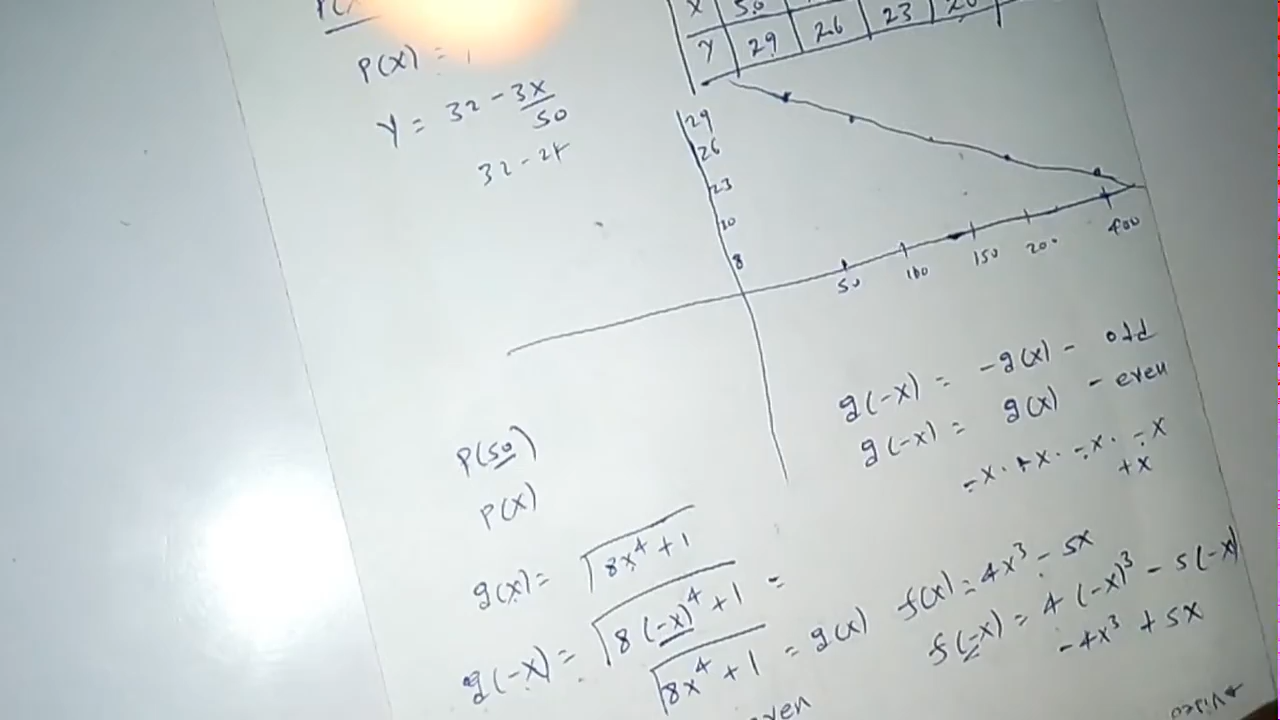 P(X) =
Y = 32 - 3X/50
32 - 24
X 50
Y 29 26 23 20
29
26
23
20
8
50 100 150 200 400
g(-X) = -g(X) - odd
g(-X) = g(X) - even
-X · +X · -X · -X
+X
P(50)
P(X)
g(X) = √8X⁴ + 1
g(-X) = √8(-X)⁴ + 1 =
√8X⁴ + 1 = g(X)
even
f(X) = 4X³ - 5X
f(-X) = 4(-X)³ - 5(-X)
-4X³ + 5X